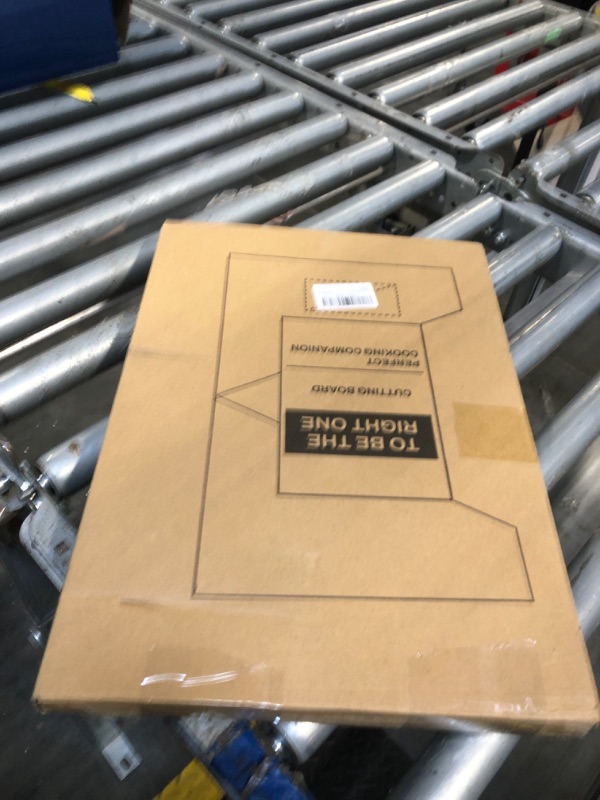 TO BE THE
RIGHT ONE
CUTTING BOARD
PERFECT
COOKING COMPANION